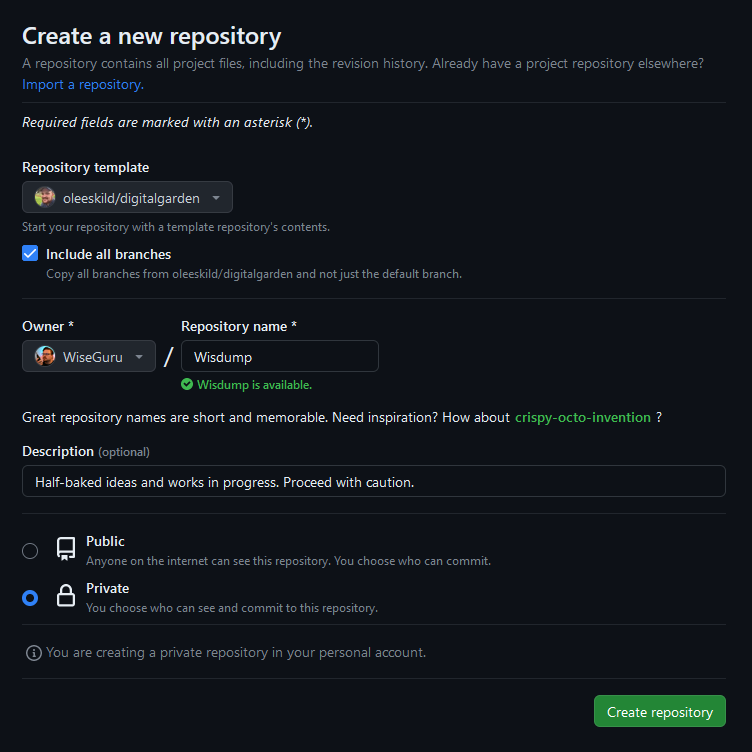 Create a new repository
A repository contains all project files, including the revision history. Already have a project repository elsewhere?
Import a repository.
Required fields are marked with an asterisk (*).
Repository template
oleeskild/digitalgarden
Start your repository with a template repository's contents.
Include all branches
Copy all branches from oleeskild/digitalgarden and not just the default branch.
Owner *
Repository name *
WiseGuru
/
Wisdump
Wisdump is available.
Great repository names are short and memorable. Need inspiration? How about crispy-octo-invention ?
Description (optional)
Half-baked ideas and works in progress. Proceed with caution.
Public
Anyone on the internet can see this repository. You choose who can commit.
Private
You choose who can see and commit to this repository.
You are creating a private repository in your personal account.
Create repository